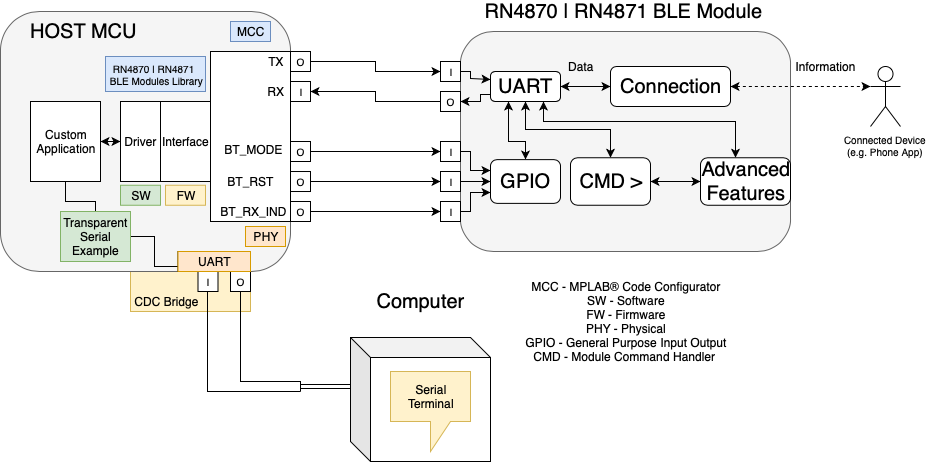 RN4870 | RN4871 BLE Module
HOST MCU
MCC
RN4870 | RN4871
BLE Modules Library
TX
O
I
RX
I
O
UART
Data
Connection
Information
Connected Device
(e.g. Phone App)
Custom
Application
Driver
Interface
BT_MODE
O
I
BT_RST
O
I
BT_RX_IND
O
I
GPIO
CMD >
Advanced
Features
SW
FW
PHY
Transparent
Serial
Example
UART
I
O
CDC Bridge
Computer
Serial
Terminal
MCC - MPLAB® Code Configurator
SW - Software
FW - Firmware
PHY - Physical
GPIO - General Purpose Input Output
CMD - Module Command Handler